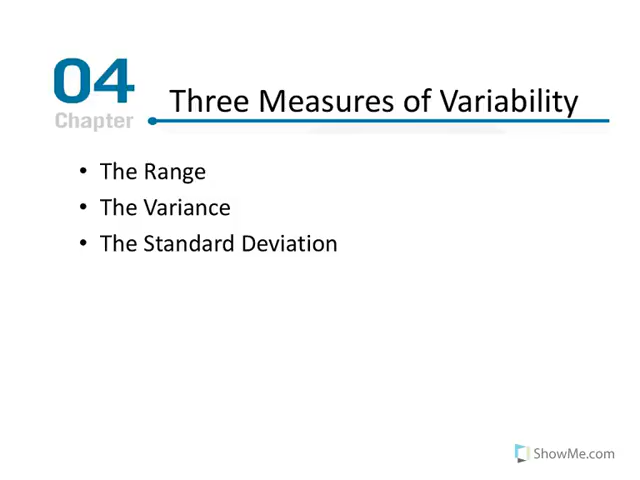 04
Chapter
Three Measures of Variability
• The Range
• The Variance
• The Standard Deviation
ShowMe.com